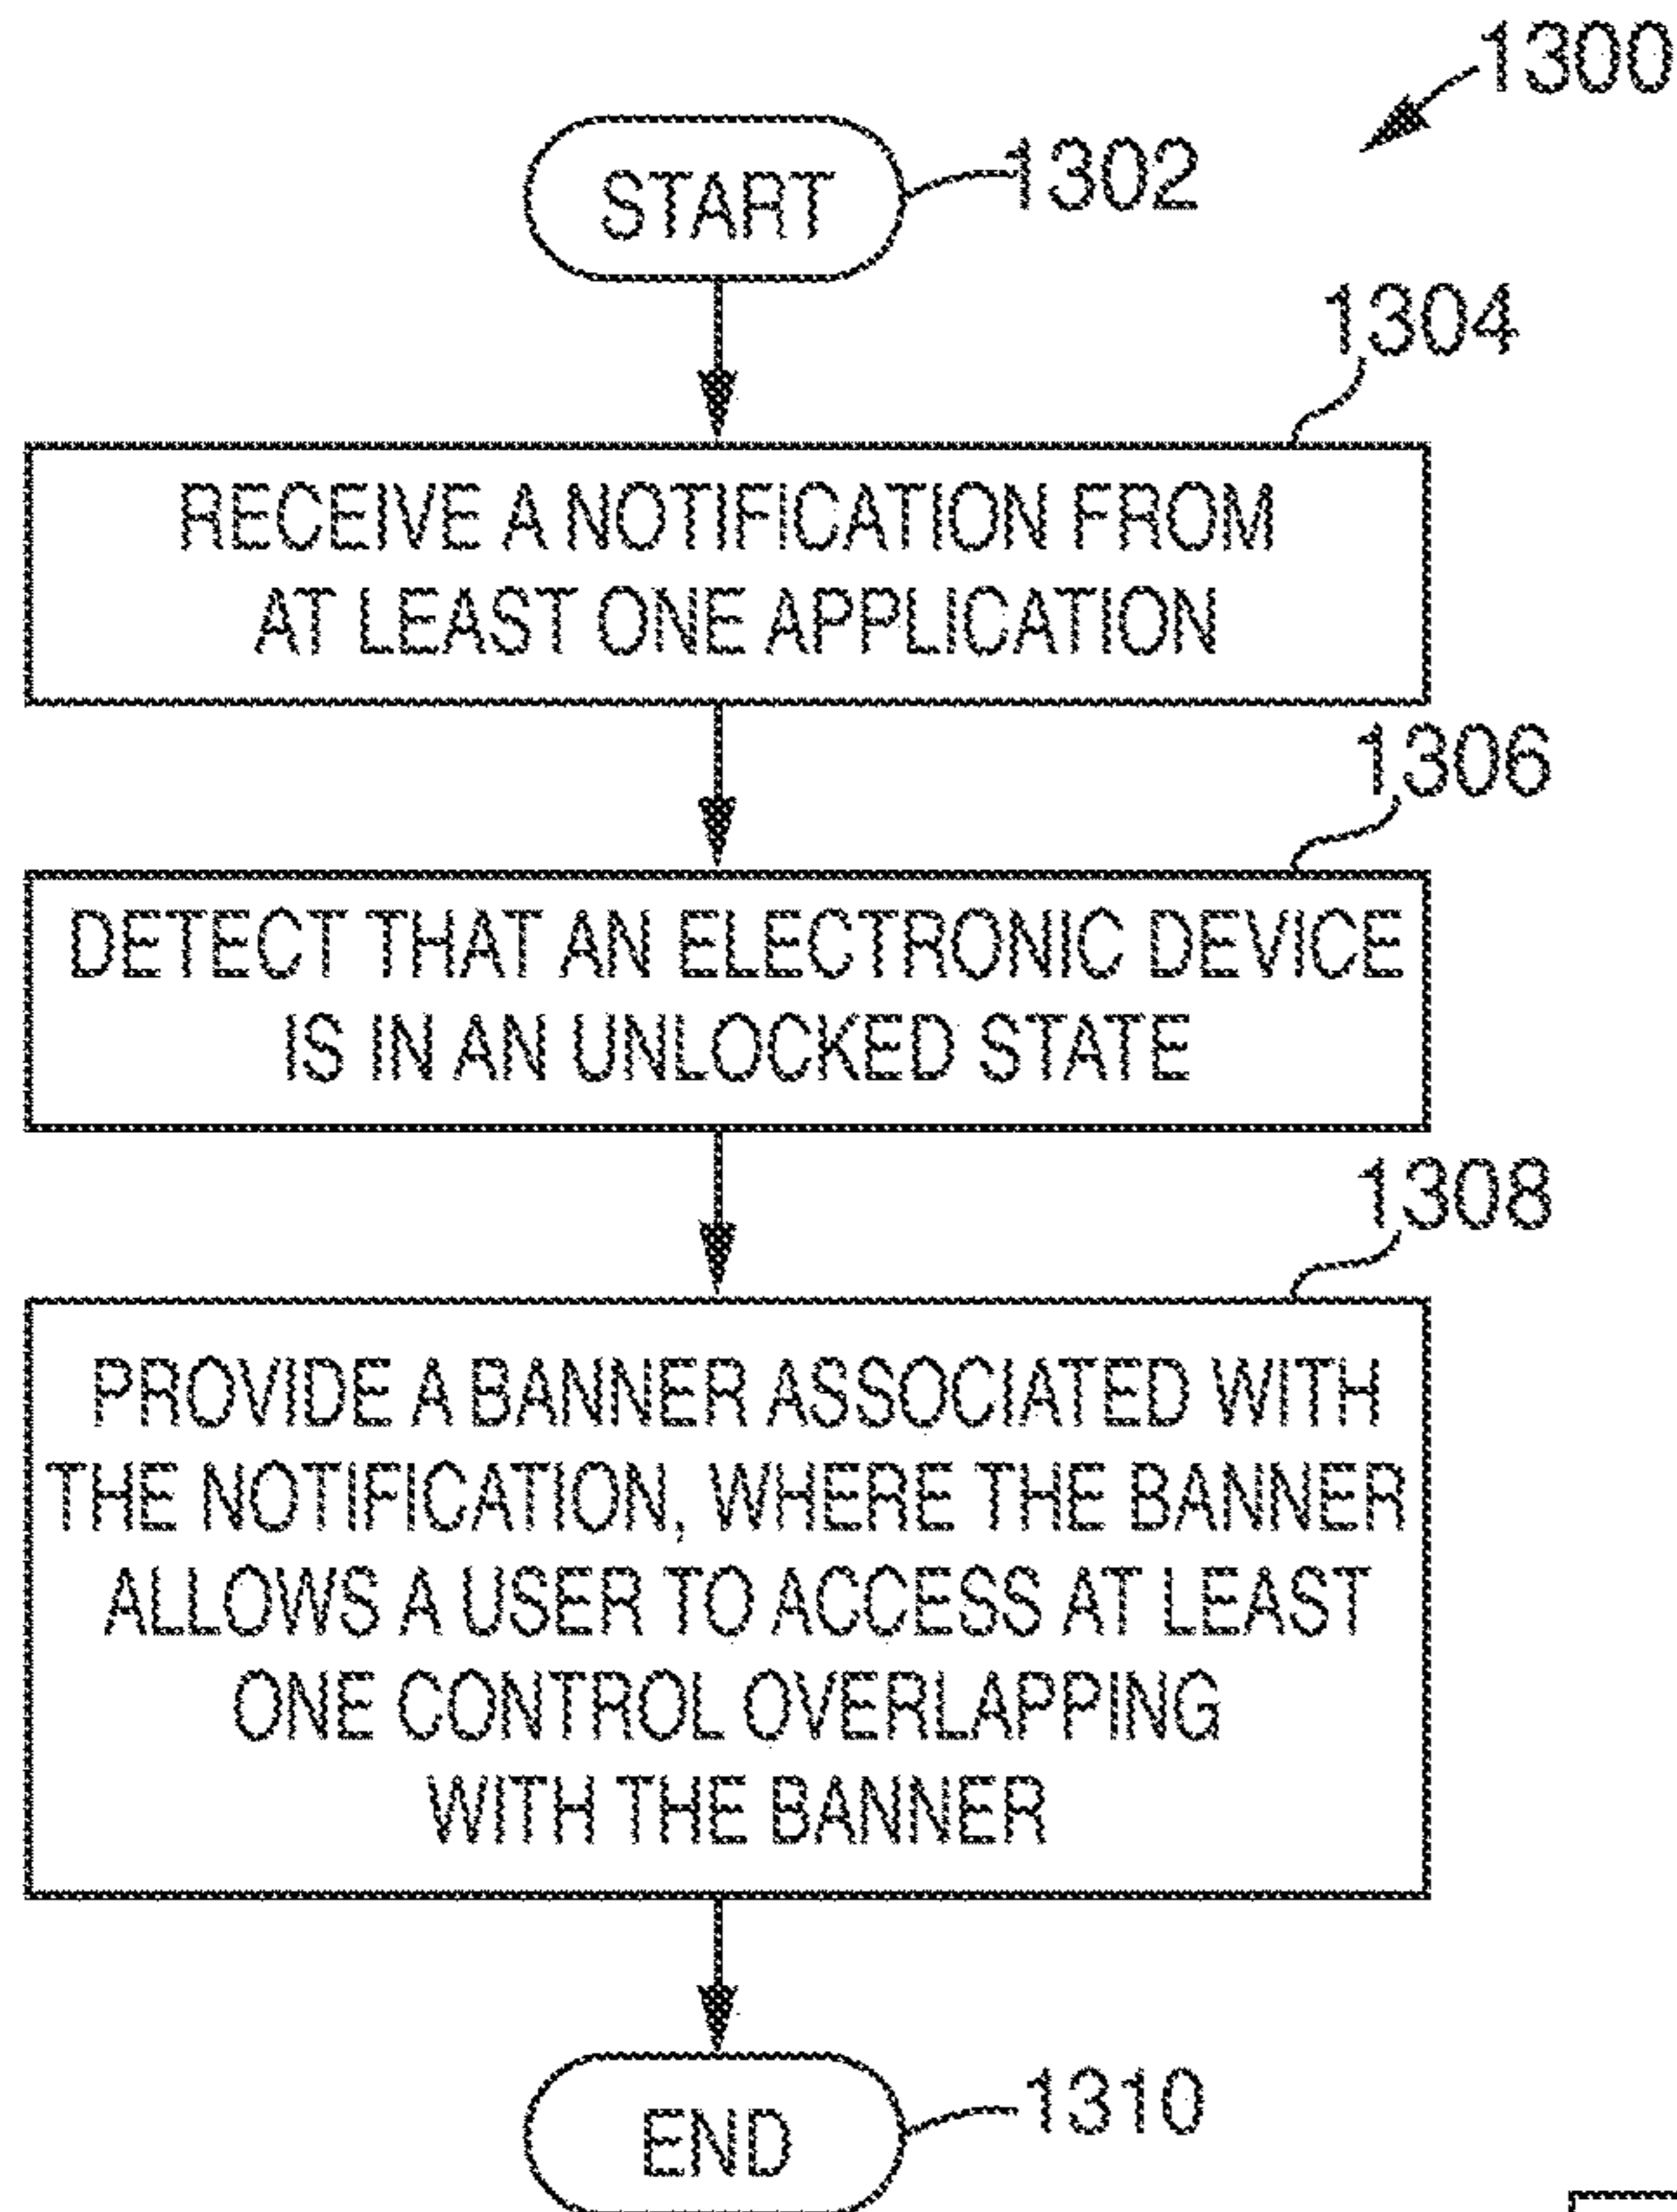 1300
START
1302
1304
RECEIVE A NOTIFICATION FROM
AT LEAST ONE APPLICATION
1306
DETECT THAT AN ELECTRONIC DEVICE
IS IN AN UNLOCKED STATE
1308
PROVIDE A BANNER ASSOCIATED WITH
THE NOTIFICATION, WHERE THE BANNER
ALLOWS A USER TO ACCESS AT LEAST
ONE CONTROL OVERLAPPING
WITH THE BANNER
END
1310